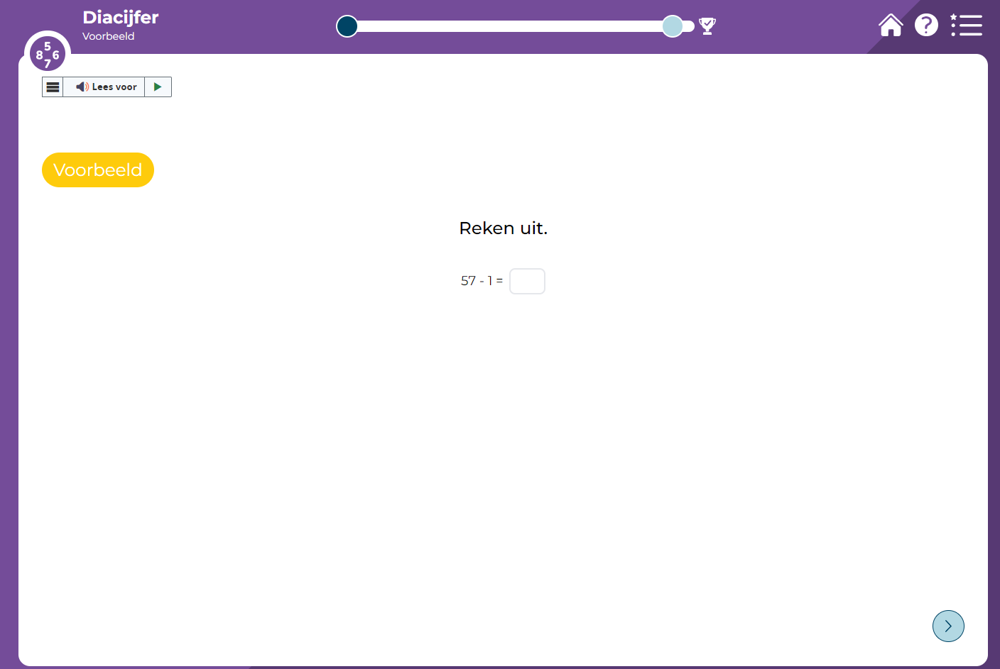 Diacijfer
Voorbeeld
5
8 6
7
Lees voor
Voorbeeld
Reken uit.
57 - 1 =